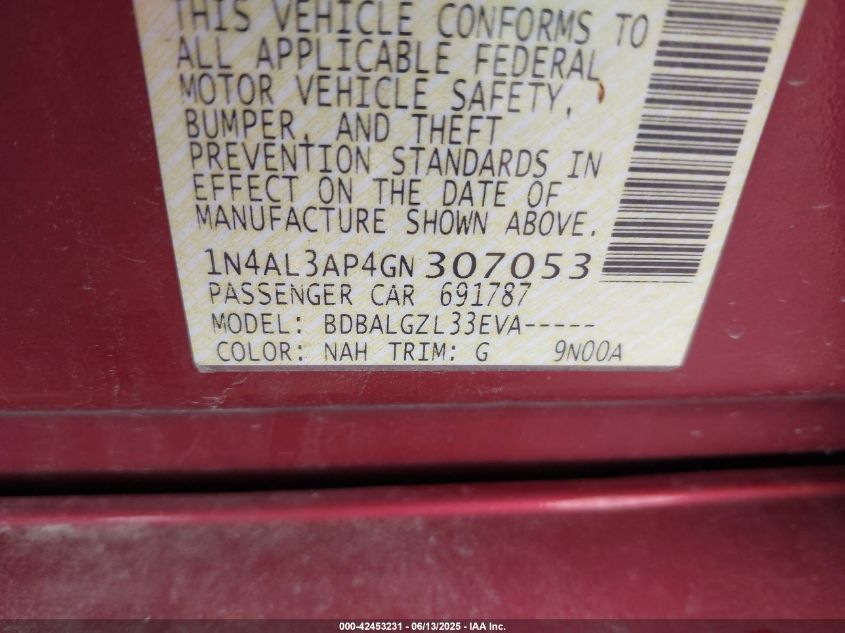 THIS VEHICLE CONFORMS TO
ALL APPLICABLE FEDERAL
MOTOR VEHICLE SAFETY,
BUMPER, AND THEFT
PREVENTION STANDARDS IN
EFFECT ON THE DATE OF
MANUFACTURE SHOWN ABOVE.
1N4AL3AP4GN307053
PASSENGER CAR 691787
MODEL: BDBALGZL33EVA-----
COLOR: NAH TRIM: G 9N00A
000-42453231 - 06/13/2025 - IAA Inc.